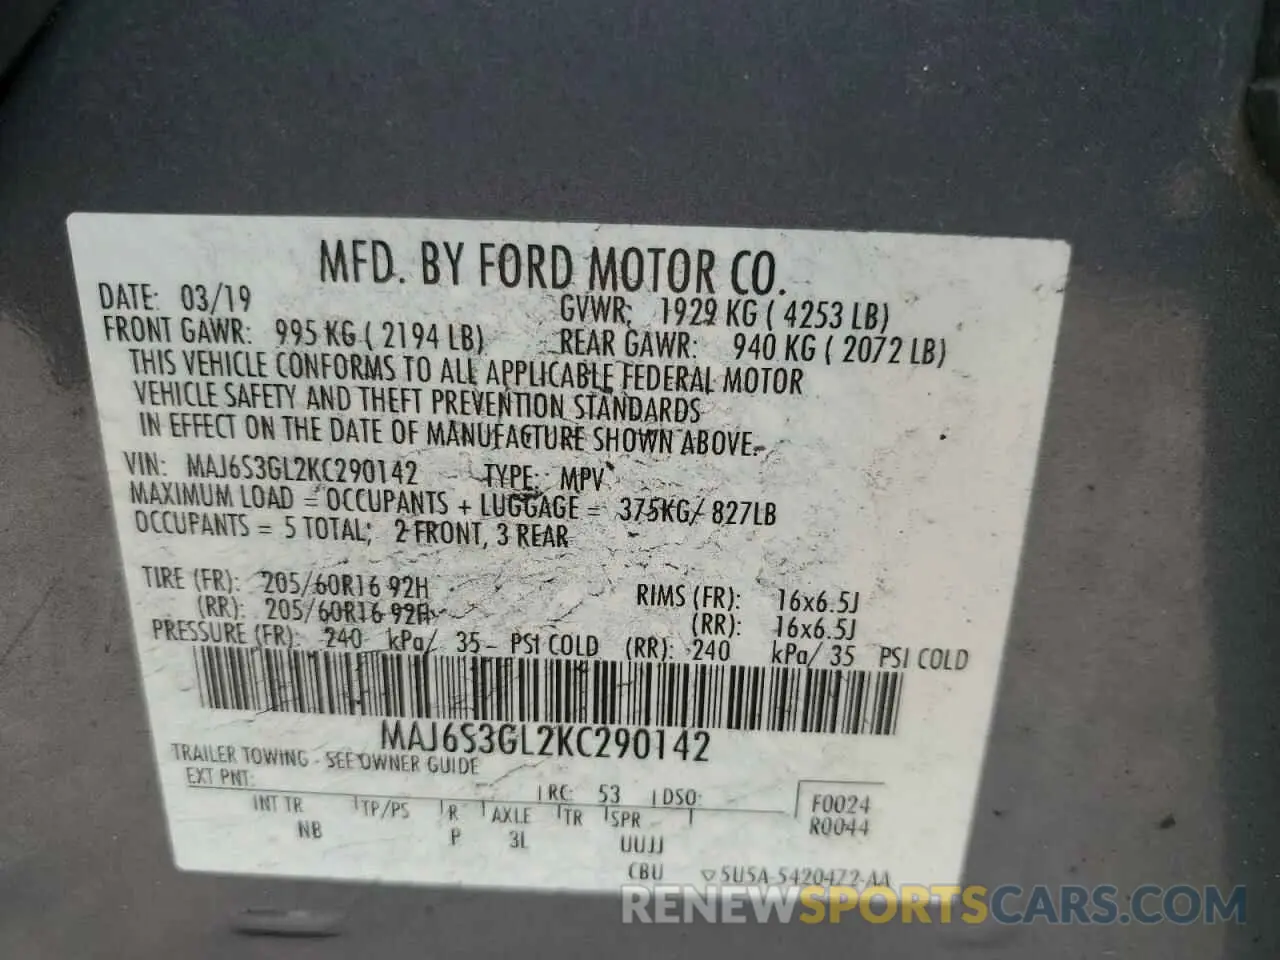 MFD. BY FORD MOTOR CO.
DATE: 03/19 GVWR: 1929 KG ( 4253 LB)
FRONT GAWR: 995 KG ( 2194 LB) REAR GAWR: 940 KG ( 2072 LB)
THIS VEHICLE CONFORMS TO ALL APPLICABLE FEDERAL MOTOR
VEHICLE SAFETY AND THEFT PREVENTION STANDARDS
IN EFFECT ON THE DATE OF MANUFACTURE SHOWN ABOVE.
VIN: MAJ6S3GL2KC290142 TYPE: MPV
MAXIMUM LOAD = OCCUPANTS + LUGGAGE = 375KG/ 827LB
OCCUPANTS = 5 TOTAL; 2 FRONT, 3 REAR
TIRE (FR): 205/60R16 92H RIMS (FR): 16x6.5J
(RR): 205/60R16 92H (RR): 16x6.5J
PRESSURE (FR): 240 kPa/ 35 PSI COLD (RR): 240 kPa/ 35 PSI COLD
MAJ6S3GL2KC290142
TRAILER TOWING - SEE OWNER GUIDE
EXT PNT: RC: 53 DSO: F0024
INT TR TP/PS R AXLE TR SPR R0044
NB P 3L UUJJ
CBU ▽5U5A-5420472-AA
RENEWSPORTSCARS.COM